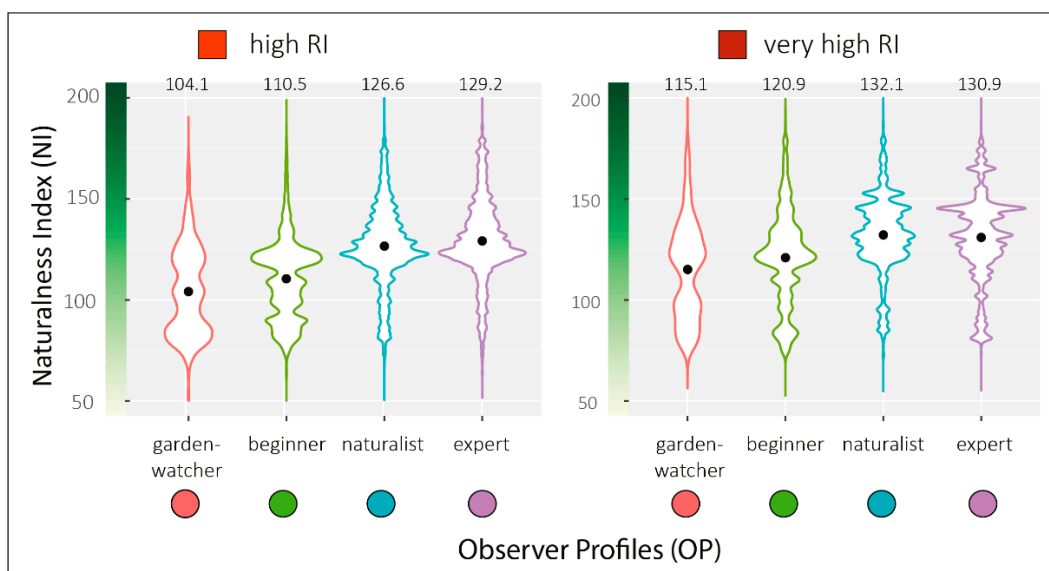 high RI
very high RI
104.1 110.5 126.6 129.2
115.1 120.9 132.1 130.9
Naturalness Index (NI)
200
150
100
50
200
150
100
50
garden-
watcher
beginner
naturalist
expert
garden-
watcher
beginner
naturalist
expert
Observer Profiles (OP)